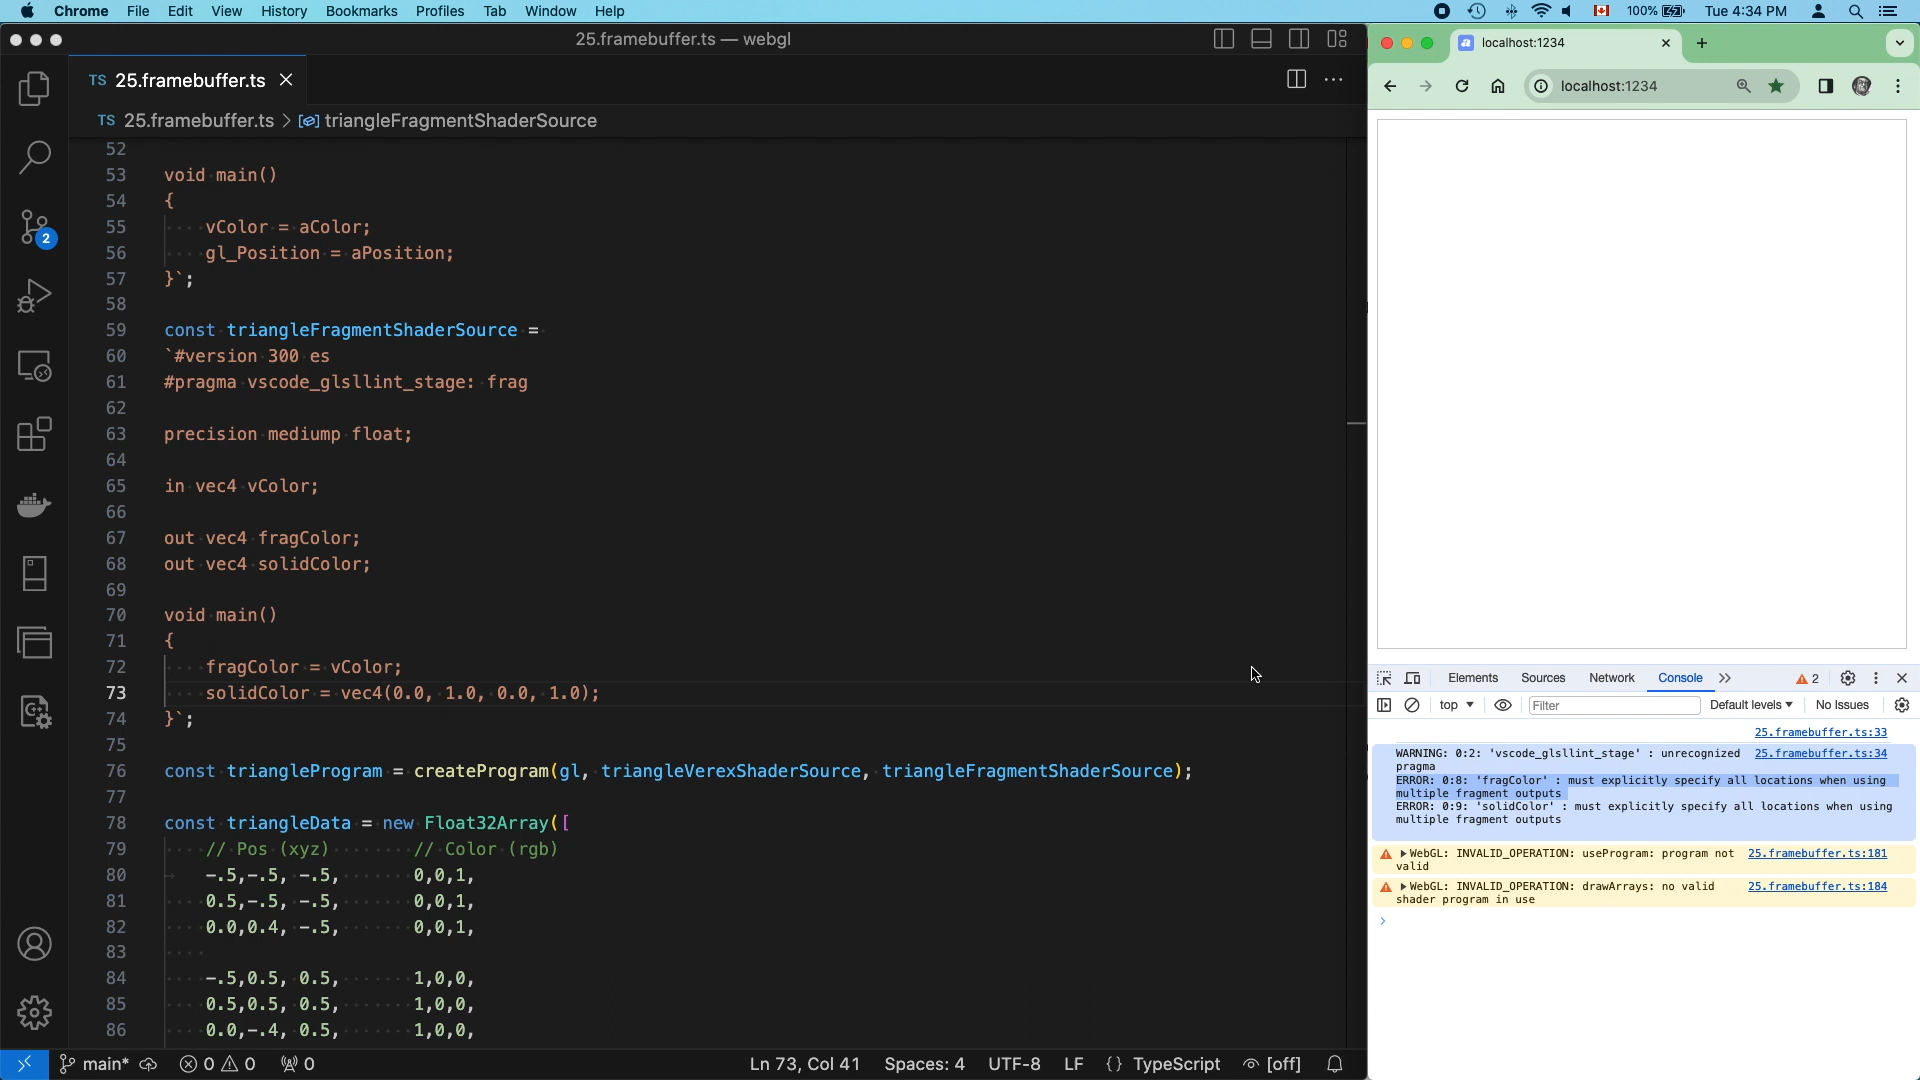 Chrome File Edit View History Bookmarks Profiles Tab Window Help 100% Tue 4:34 PM
25.framebuffer.ts — webgl
TS 25.framebuffer.ts
TS 25.framebuffer.ts > triangleFragmentShaderSource
52
53 void main()
54 {
55 vColor = aColor;
56 gl_Position = aPosition;
57 }`;
58
59 const triangleFragmentShaderSource =
60 `#version 300 es
61 #pragma vscode_glsllint_stage: frag
62
63 precision mediump float;
64
65 in vec4 vColor;
66
67 out vec4 fragColor;
68 out vec4 solidColor;
69
70 void main()
71 {
72 fragColor = vColor;
73 solidColor = vec4(0.0, 1.0, 0.0, 1.0);
74 }`;
75
76 const triangleProgram = createProgram(gl, triangleVerexShaderSource, triangleFragmentShaderSource);
77
78 const triangleData = new Float32Array([
79 // Pos (xyz) // Color (rgb)
80 -.5,-.5, -.5, 0,0,1,
81 0.5,-.5, -.5, 0,0,1,
82 0.0,0.4, -.5, 0,0,1,
83
84 -.5,0.5, 0.5, 1,0,0,
85 0.5,0.5, 0.5, 1,0,0,
86 0.0,-.4, 0.5, 1,0,0,
2
main* 0 0 0 Ln 73, Col 41 Spaces: 4 UTF-8 LF {} TypeScript [off]
localhost:1234
localhost:1234
Elements Sources Network Console 2
top Filter Default levels No Issues
25.framebuffer.ts:33
WARNING: 0:2: 'vscode_glsllint_stage' : unrecognized 25.framebuffer.ts:34
pragma
ERROR: 0:8: 'fragColor' : must explicitly specify all locations when using
multiple fragment outputs
ERROR: 0:9: 'solidColor' : must explicitly specify all locations when using
multiple fragment outputs
WebGL: INVALID_OPERATION: useProgram: program not 25.framebuffer.ts:181
valid
WebGL: INVALID_OPERATION: drawArrays: no valid 25.framebuffer.ts:184
shader program in use